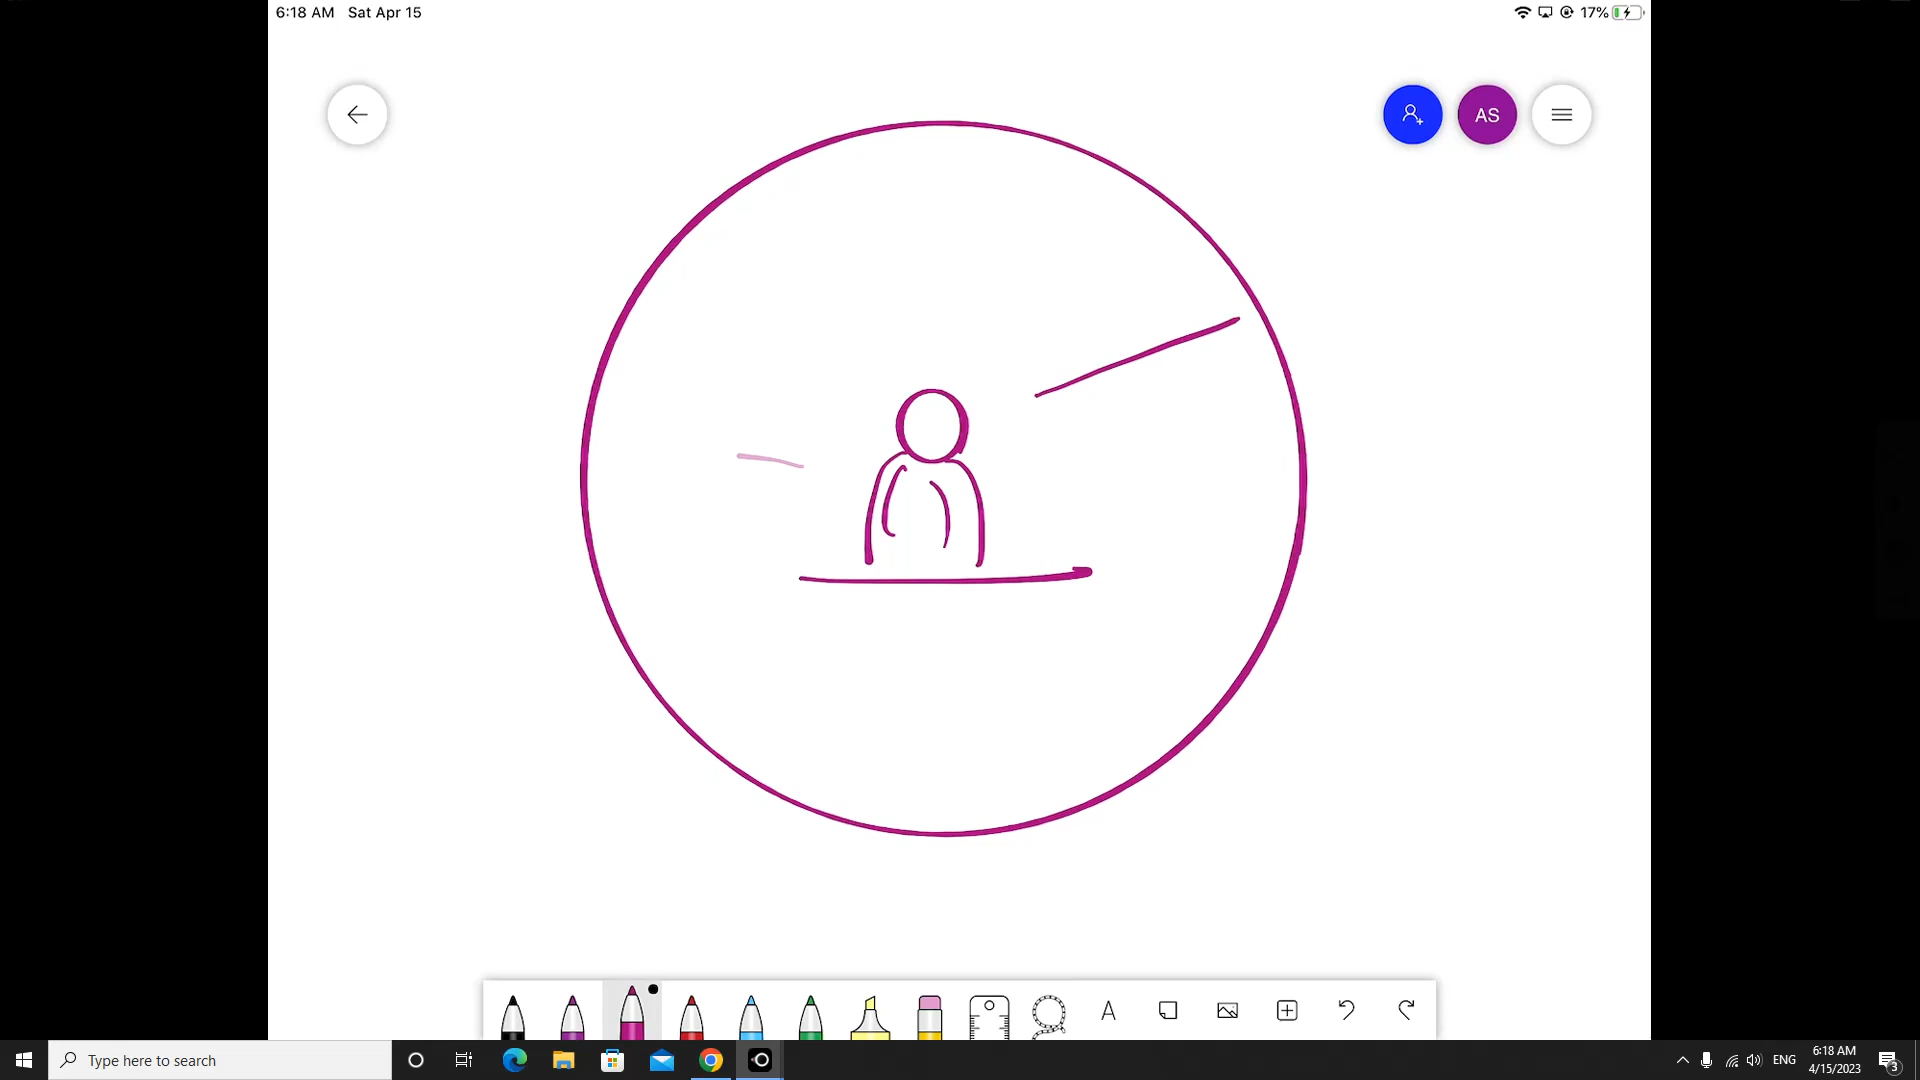 6:18 AM Sat Apr 15
17%
AS
A
Type here to search
ENG
6:18 AM
4/15/2023
3